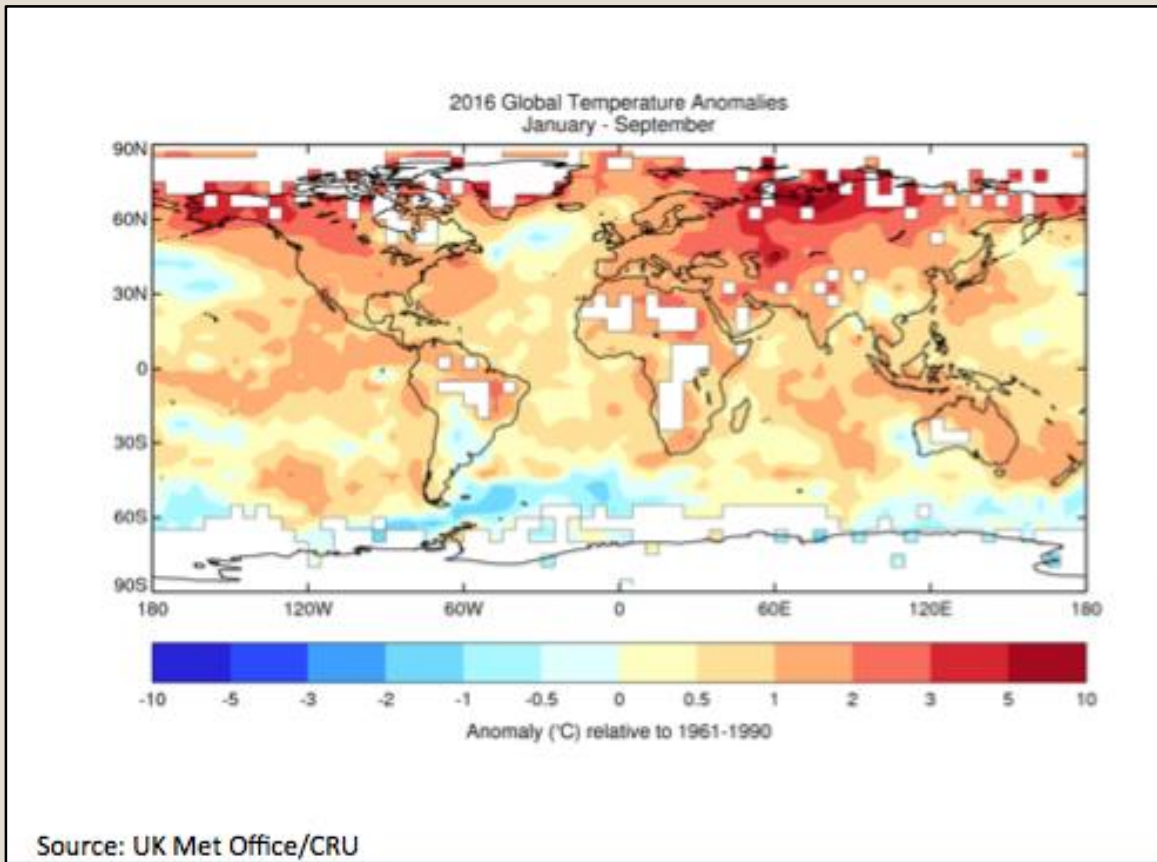 2016 Global Temperature Anomalies
January - September
90N
60N
30N
0
30S
60S
90S
180 120W 60W 0 60E 120E 180
-10 -5 -3 -2 -1 -0.5 0 0.5 1 2 3 5 10
Anomaly (°C) relative to 1961-1990
Source: UK Met Office/CRU